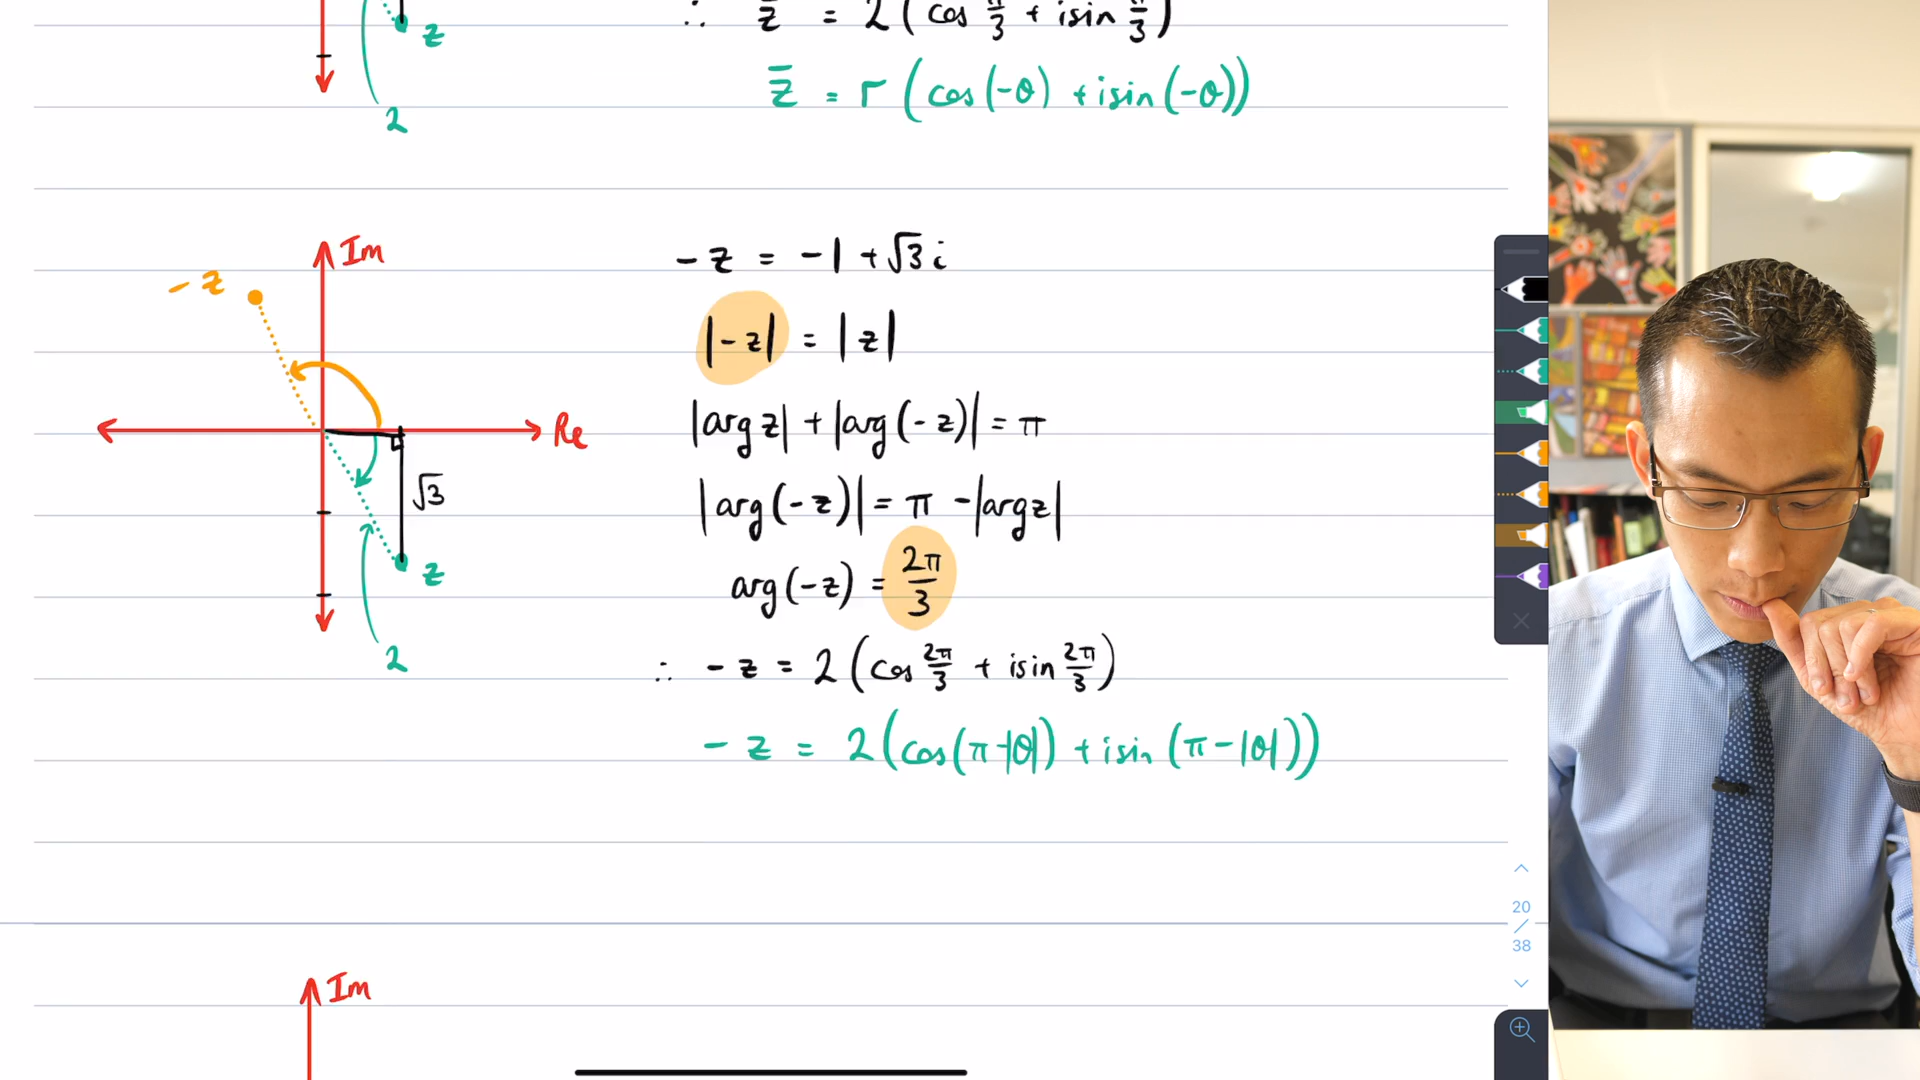 ∴ z̄ = 2(cos π/3 + isin π/3)
z
z̄ = r(cos(-θ) + isin(-θ))
2
Im
-z = -1 + √3 i
-z
|-z| = |z|
|arg z| + |arg(-z)| = π
Re
√3
|arg(-z)| = π - |arg z|
z
arg(-z) = 2π/3
2
∴ -z = 2(cos 2π/3 + isin 2π/3)
-z = 2(cos(π-|θ|) + isin(π-|θ|))
20
/
38
Im